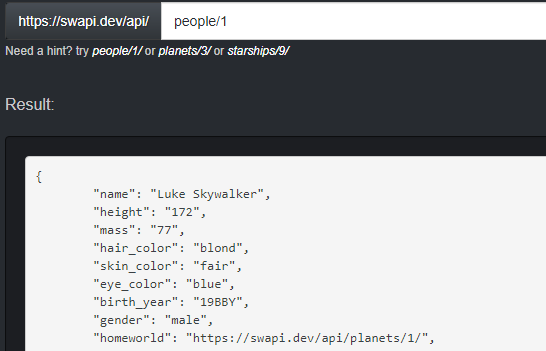 https://swapi.dev/api/ people/1
Need a hint? try people/1/ or planets/3/ or starships/9/
Result:
{
"name": "Luke Skywalker",
"height": "172",
"mass": "77",
"hair_color": "blond",
"skin_color": "fair",
"eye_color": "blue",
"birth_year": "19BBY",
"gender": "male",
"homeworld": "https://swapi.dev/api/planets/1/",